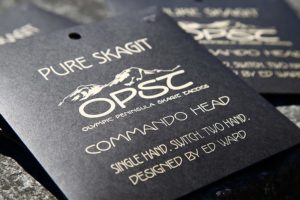 PURE SKAGIT
OPST
OLYMPIC PENINSULA SKAGIT TACTICS
COMMANDO HEAD
SINGLE HAND. SWITCH. TWO HAND.
DESIGNED BY ED WARD